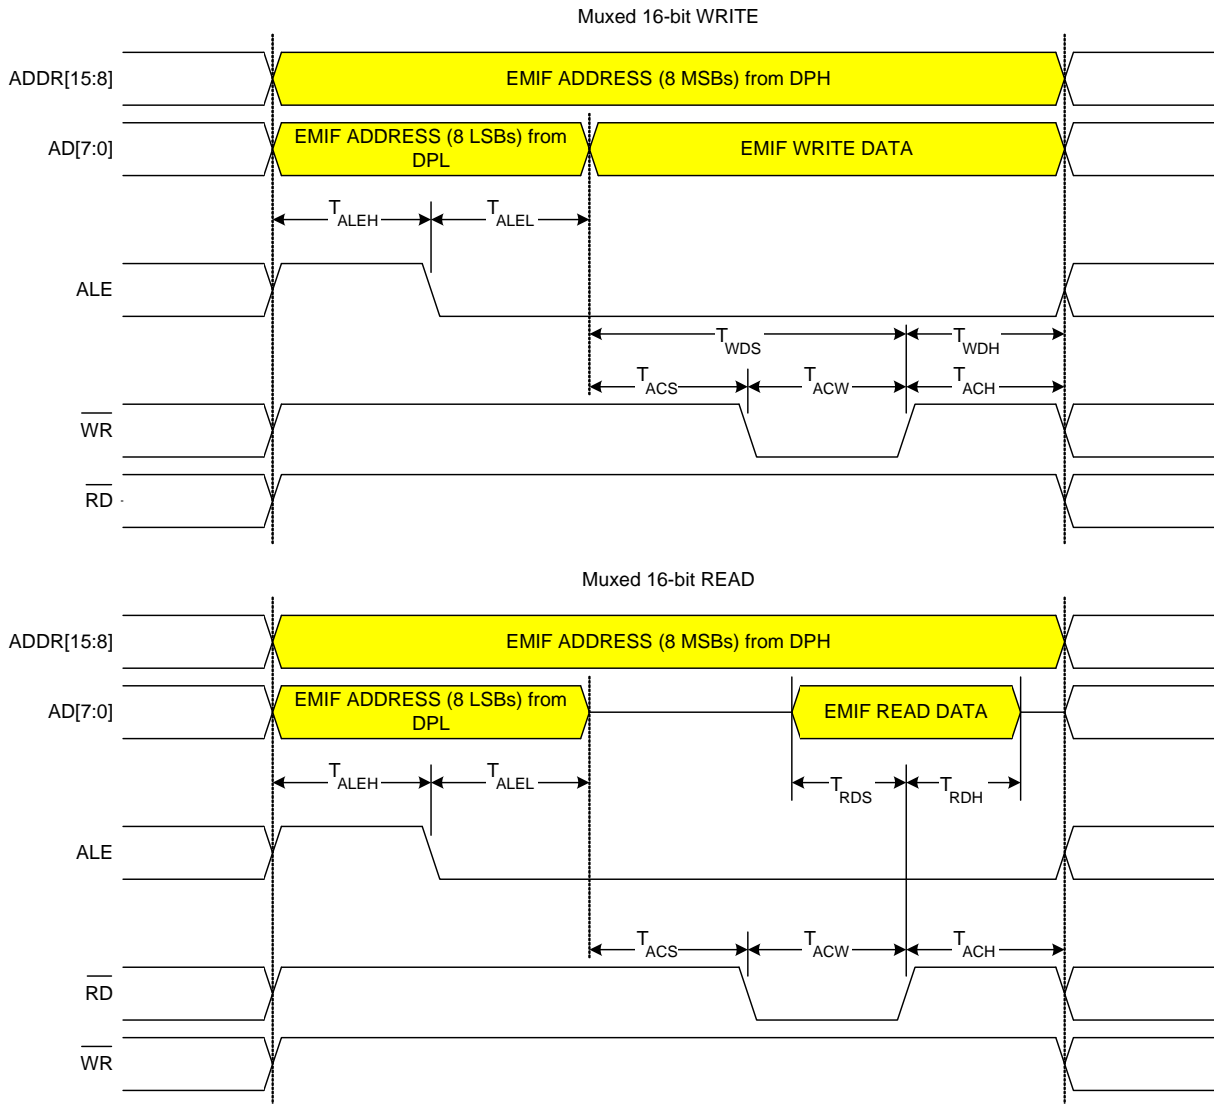 Muxed 16-bit WRITE
ADDR[15:8]
EMIF ADDRESS (8 MSBs) from DPH
AD[7:0]
EMIF ADDRESS (8 LSBs) from
DPL
EMIF WRITE DATA
TALEH
TALEL
ALE
TWDS
TWDH
TACS
TACW
TACH
WR
RD
Muxed 16-bit READ
ADDR[15:8]
EMIF ADDRESS (8 MSBs) from DPH
AD[7:0]
EMIF ADDRESS (8 LSBs) from
DPL
EMIF READ DATA
TALEH
TALEL
TRDS
TRDH
ALE
TACS
TACW
TACH
RD
WR